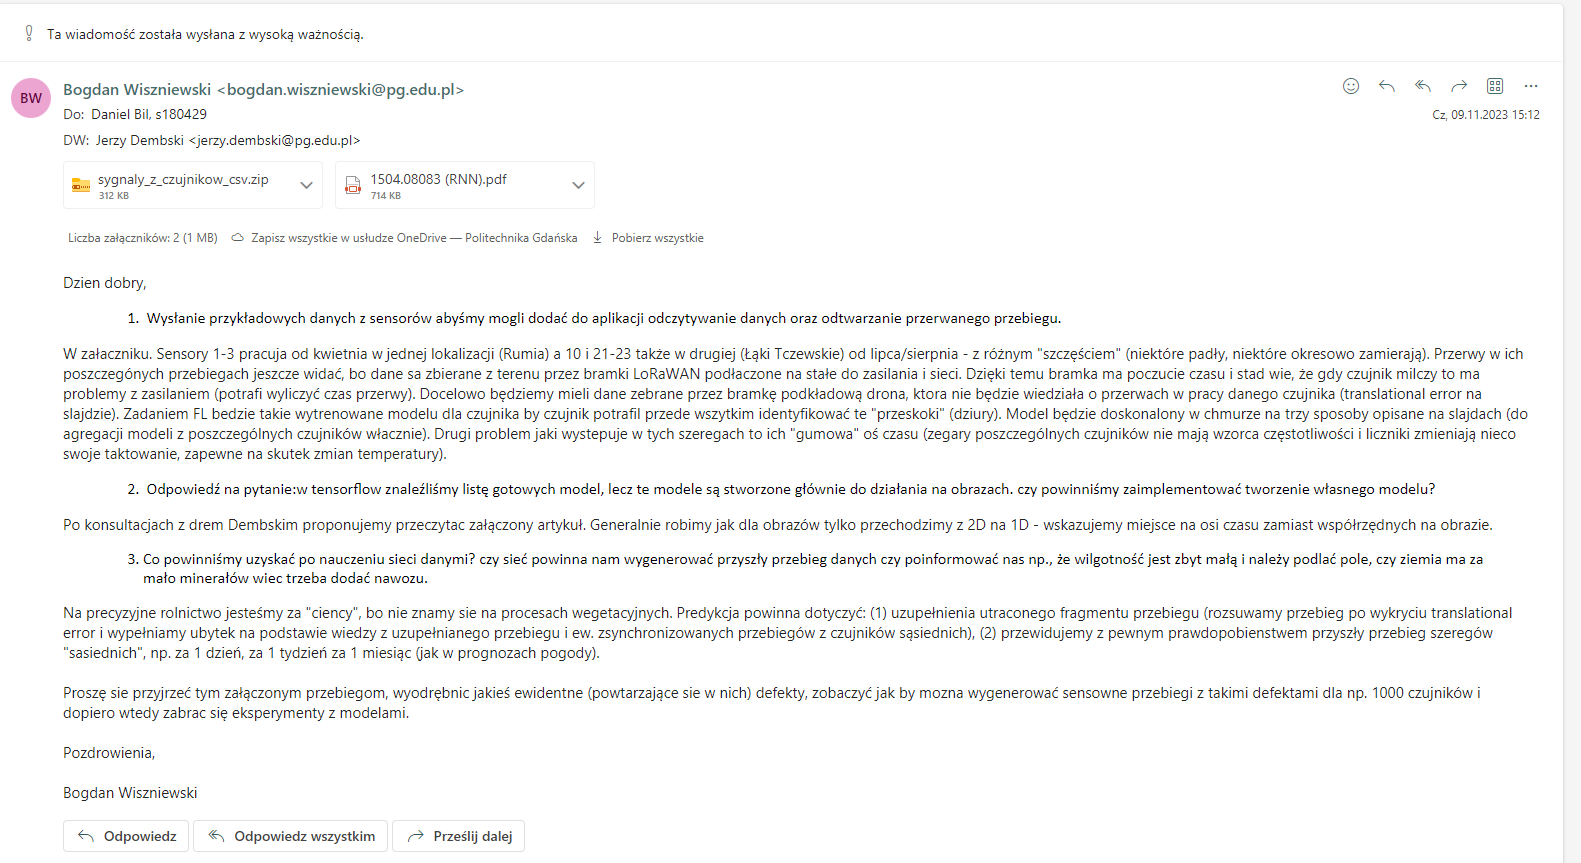 Ta wiadomość została wysłana z wysoką ważnością.
BW
Bogdan Wiszniewski <bogdan.wiszniewski@pg.edu.pl>
Do: Daniel Bil, s180429
Cz, 09.11.2023 15:12
DW: Jerzy Dembski <jerzy.dembski@pg.edu.pl>
sygnaly_z_czujnikow_csv.zip
312 KB
1504.08083 (RNN).pdf
714 KB
Liczba załączników: 2 (1 MB) Zapisz wszystkie w usłudze OneDrive — Politechnika Gdańska Pobierz wszystkie
Dzien dobry,
1. Wysłanie przykładowych danych z sensorów abyśmy mogli dodać do aplikacji odczytywanie danych oraz odtwarzanie przerwanego przebiegu.
W załaczniku. Sensory 1-3 pracuja od kwietnia w jednej lokalizacji (Rumia) a 10 i 21-23 także w drugiej (Łąki Tczewskie) od lipca/sierpnia - z różnym "szczęściem" (niektóre padły, niektóre okresowo zamierają). Przerwy w ich
poszczegónych przebiegach jeszcze widać, bo dane sa zbierane z terenu przez bramki LoRaWAN podłaczone na stałe do zasilania i sieci. Dzięki temu bramka ma poczucie czasu i stad wie, że gdy czujnik milczy to ma
problemy z zasilaniem (potrafi wyliczyć czas przerwy). Docelowo będziemy mieli dane zebrane przez bramkę podkładową drona, ktora nie będzie wiedziała o przerwach w pracy danego czujnika (translational error na
slajdzie). Zadaniem FL bedzie takie wytrenowane modelu dla czujnika by czujnik potrafil przede wszytkim identyfikować te "przeskoki" (dziury). Model będzie doskonalony w chmurze na trzy sposoby opisane na slajdach (do
agregacji modeli z poszczególnych czujników włacznie). Drugi problem jaki wystepuje w tych szeregach to ich "gumowa" oś czasu (zegary poszczególnych czujników nie mają wzorca częstotliwości i liczniki zmieniają nieco
swoje taktowanie, zapewne na skutek zmian temperatury).
2. Odpowiedź na pytanie:w tensorflow znaleźliśmy listę gotowych model, lecz te modele są stworzone głównie do działania na obrazach. czy powinniśmy zaimplementować tworzenie własnego modelu?
Po konsultacjach z drem Dembskim proponujemy przeczytac załączony artykuł. Generalnie robimy jak dla obrazów tylko przechodzimy z 2D na 1D - wskazujemy miejsce na osi czasu zamiast współrzędnych na obrazie.
3. Co powinniśmy uzyskać po nauczeniu sieci danymi? czy sieć powinna nam wygenerować przyszły przebieg danych czy poinformować nas np., że wilgotność jest zbyt małą i należy podlać pole, czy ziemia ma za
mało minerałów wiec trzeba dodać nawozu.
Na precyzyjne rolnictwo jesteśmy za "ciency", bo nie znamy sie na procesach wegetacyjnych. Predykcja powinna dotyczyć: (1) uzupełnienia utraconego fragmentu przebiegu (rozsuwamy przebieg po wykryciu translational
error i wypełniamy ubytek na podstawie wiedzy z uzupełnianego przebiegu i ew. zsynchronizowanych przebiegów z czujników sąsiednich), (2) przewidujemy z pewnym prawdopobienstwem przyszły przebieg szeregów
"sasiednich", np. za 1 dzień, za 1 tydzień za 1 miesiąc (jak w prognozach pogody).
Proszę sie przyjrzeć tym załączonym przebiegom, wyodrębnic jakieś ewidentne (powtarzające sie w nich) defekty, zobaczyć jak by mozna wygenerować sensowne przebiegi z takimi defektami dla np. 1000 czujników i
dopiero wtedy zabrac się eksperymenty z modelami.
Pozdrowienia,
Bogdan Wiszniewski
Odpowiedz Odpowiedz wszystkim Prześlij dalej